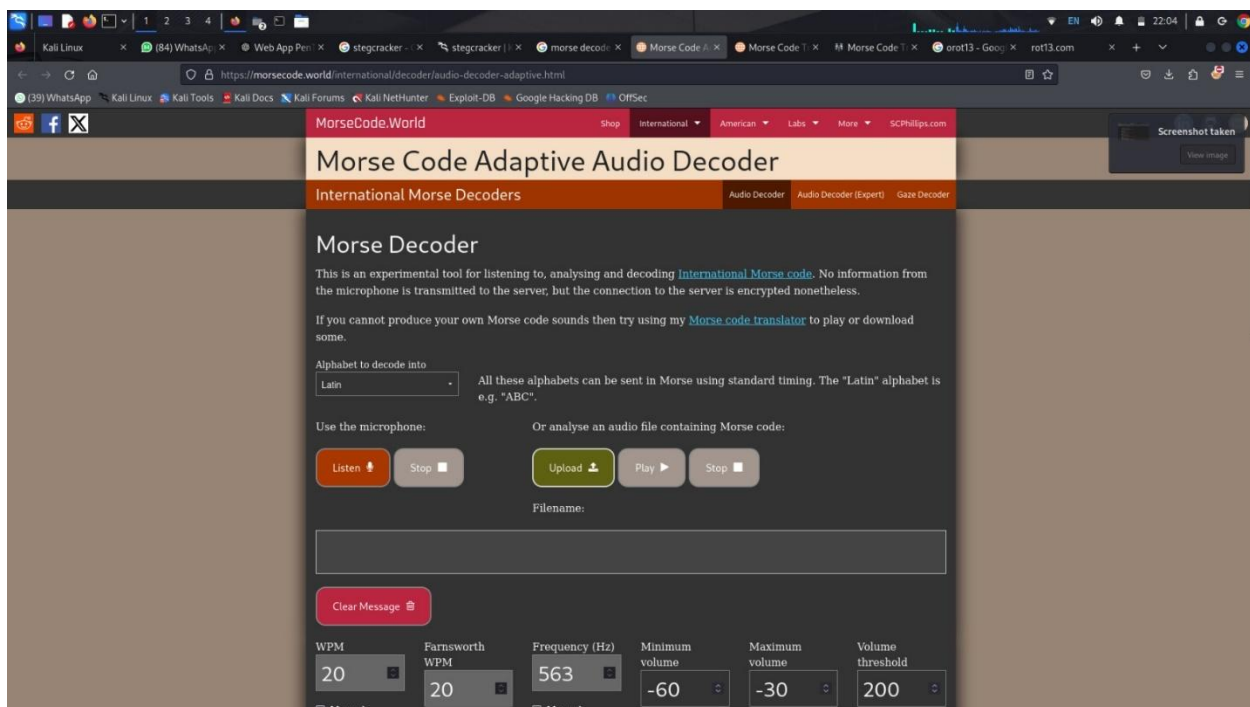 1 2 3 4
EN 22:04
Kali Linux
(84) WhatsAp
Web App Pen
stegcracker - 
stegcracker |
morse decode
Morse Code A
Morse Code T
Morse Code T
orot13 - Goog
rot13.com
https://morsecode.world/international/decoder/audio-decoder-adaptive.html
(39) WhatsApp Kali Linux Kali Tools Kali Docs Kali Forums Kali NetHunter Exploit-DB Google Hacking DB OffSec
MorseCode.World Shop International American Labs More SCPhillips.com
Screenshot taken
View image
Morse Code Adaptive Audio Decoder
International Morse Decoders Audio Decoder Audio Decoder (Expert) Gaze Decoder
Morse Decoder
This is an experimental tool for listening to, analysing and decoding International Morse code. No information from
the microphone is transmitted to the server, but the connection to the server is encrypted nonetheless.
If you cannot produce your own Morse code sounds then try using my Morse code translator to play or download
some.
Alphabet to decode into
Latin
All these alphabets can be sent in Morse using standard timing. The "Latin" alphabet is
e.g. "ABC".
Use the microphone: Or analyse an audio file containing Morse code:
Listen Stop Upload Play Stop
Filename:
Clear Message
WPM
20
Farnsworth
WPM
20
Frequency (Hz)
563
Minimum
volume
-60
Maximum
volume
-30
Volume
threshold
200